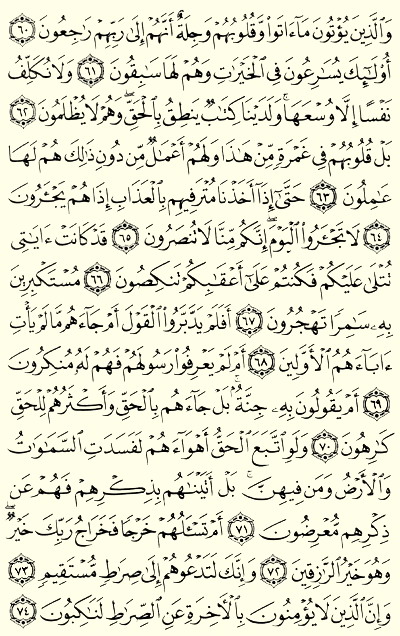 وَالَّذِينَ يُؤْتُونَ مَا ءَاتَوا۟ وَّقُلُوبُهُمْ وَجِلَةٌ أَنَّهُمْ إِلَىٰ رَبِّهِمْ رَٰجِعُونَ ٦٠
أُو۟لَٰٓئِكَ يُسَٰرِعُونَ فِى ٱلْخَيْرَٰتِ وَهُمْ لَهَا سَٰبِقُونَ ٦١ وَلَا نُكَلِّفُ
نَفْسًا إِلَّا وُسْعَهَا ۖ وَلَدَيْنَا كِتَٰبٌ يَنطِقُ بِٱلْحَقِّ ۚ وَهُمْ لَا يُظْلَمُونَ ٦٢
بَلْ قُلُوبُهُمْ فِى غَمْرَةٍ مِّنْ هَٰذَا وَلَهُمْ أَعْمَٰلٌ مِّن دُونِ ذَٰلِكَ هُمْ لَهَا
عَٰمِلُونَ ٦٣ حَتَّىٰٓ إِذَآ أَخَذْنَا مُتْرَفِيهِم بِٱلْعَذَابِ إِذَا هُمْ يَجْـَٔرُونَ
٦٤ لَا تَجْـَٔرُوا۟ ٱلْيَوْمَ ۖ إِنَّكُم مِّنَّا لَا تُنصَرُونَ ٦٥ قَدْ كَانَتْ ءَايَٰتِى
تُتْلَىٰ عَلَيْكُمْ فَكُنتُمْ عَلَىٰٓ أَعْقَٰبِكُمْ تَنكِصُونَ ٦٦ مُسْتَكْبِرِينَ
بِهِۦ سَٰمِرًا تَهْجُرُونَ ٦٧ أَفَلَمْ يَدَّبَّرُوا۟ ٱلْقَوْلَ أَمْ جَآءَهُم مَّا لَمْ يَأْتِ
ءَابَآءَهُمُ ٱلْأَوَّلِينَ ٦٨ أَمْ لَمْ يَعْرِفُوا۟ رَسُولَهُمْ فَهُمْ لَهُۥ مُنكِرُونَ
٦٩ أَمْ يَقُولُونَ بِهِۦ جِنَّةٌۢ ۚ بَلْ جَآءَهُم بِٱلْحَقِّ وَأَكْثَرُهُمْ لِلْحَقِّ
كَٰرِهُونَ ٧٠ وَلَوِ ٱتَّبَعَ ٱلْحَقُّ أَهْوَآءَهُمْ لَفَسَدَتِ ٱلسَّمَٰوَٰتُ
وَٱلْأَرْضُ وَمَن فِيهِنَّ ۚ بَلْ أَتَيْنَٰهُم بِذِكْرِهِمْ فَهُمْ عَن
ذِكْرِهِم مُّعْرِضُونَ ٧١ أَمْ تَسْـَٔلُهُمْ خَرْجًا فَخَرَاجُ رَبِّكَ خَيْرٌ ۖ
وَهُوَ خَيْرُ ٱلرَّٰزِقِينَ ٧٢ وَإِنَّكَ لَتَدْعُوهُمْ إِلَىٰ صِرَٰطٍ مُّسْتَقِيمٍ ٧٣
وَإِنَّ ٱلَّذِينَ لَا يُؤْمِنُونَ بِٱلْءَاخِرَةِ عَنِ ٱلصِّرَٰطِ لَنَٰكِبُونَ ٧٤